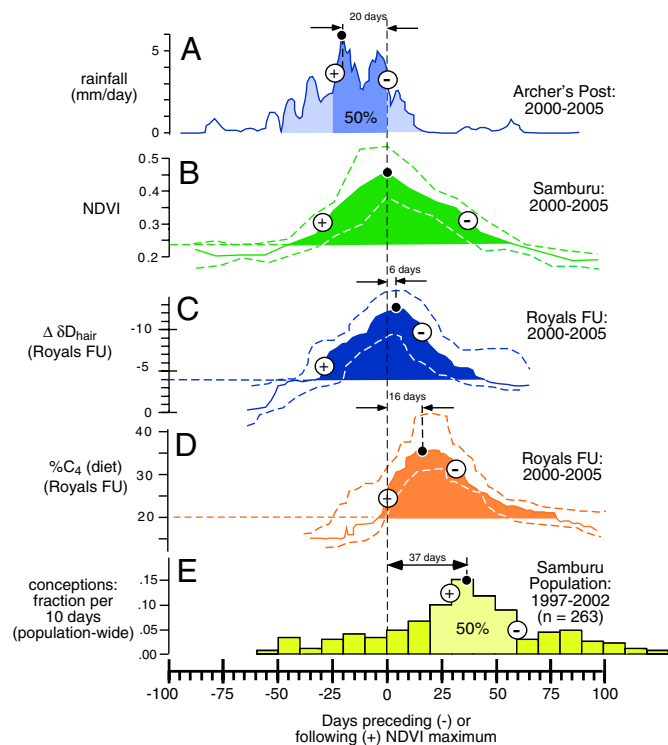 20 days
A
rainfall
(mm/day)
5
0
+
-
50%
Archer's Post:
2000-2005
B
NDVI
0.5
0.4
0.3
0.2
+
-
Samburu:
2000-2005
6 days
C
Δ δD hair
(Royals FU)
-10
-5
0
+
-
Royals FU:
2000-2005
16 days
D
%C4 (diet)
(Royals FU)
40
30
20
+
-
Royals FU:
2000-2005
37 days
E
conceptions:
fraction per
10 days
(population-wide)
.15
.10
.05
.00
+
-
50%
Samburu
Population:
1997-2002
(n = 263)
-100 -75 -50 -25 0 25 50 75 100
Days preceding (-) or
following (+) NDVI maximum